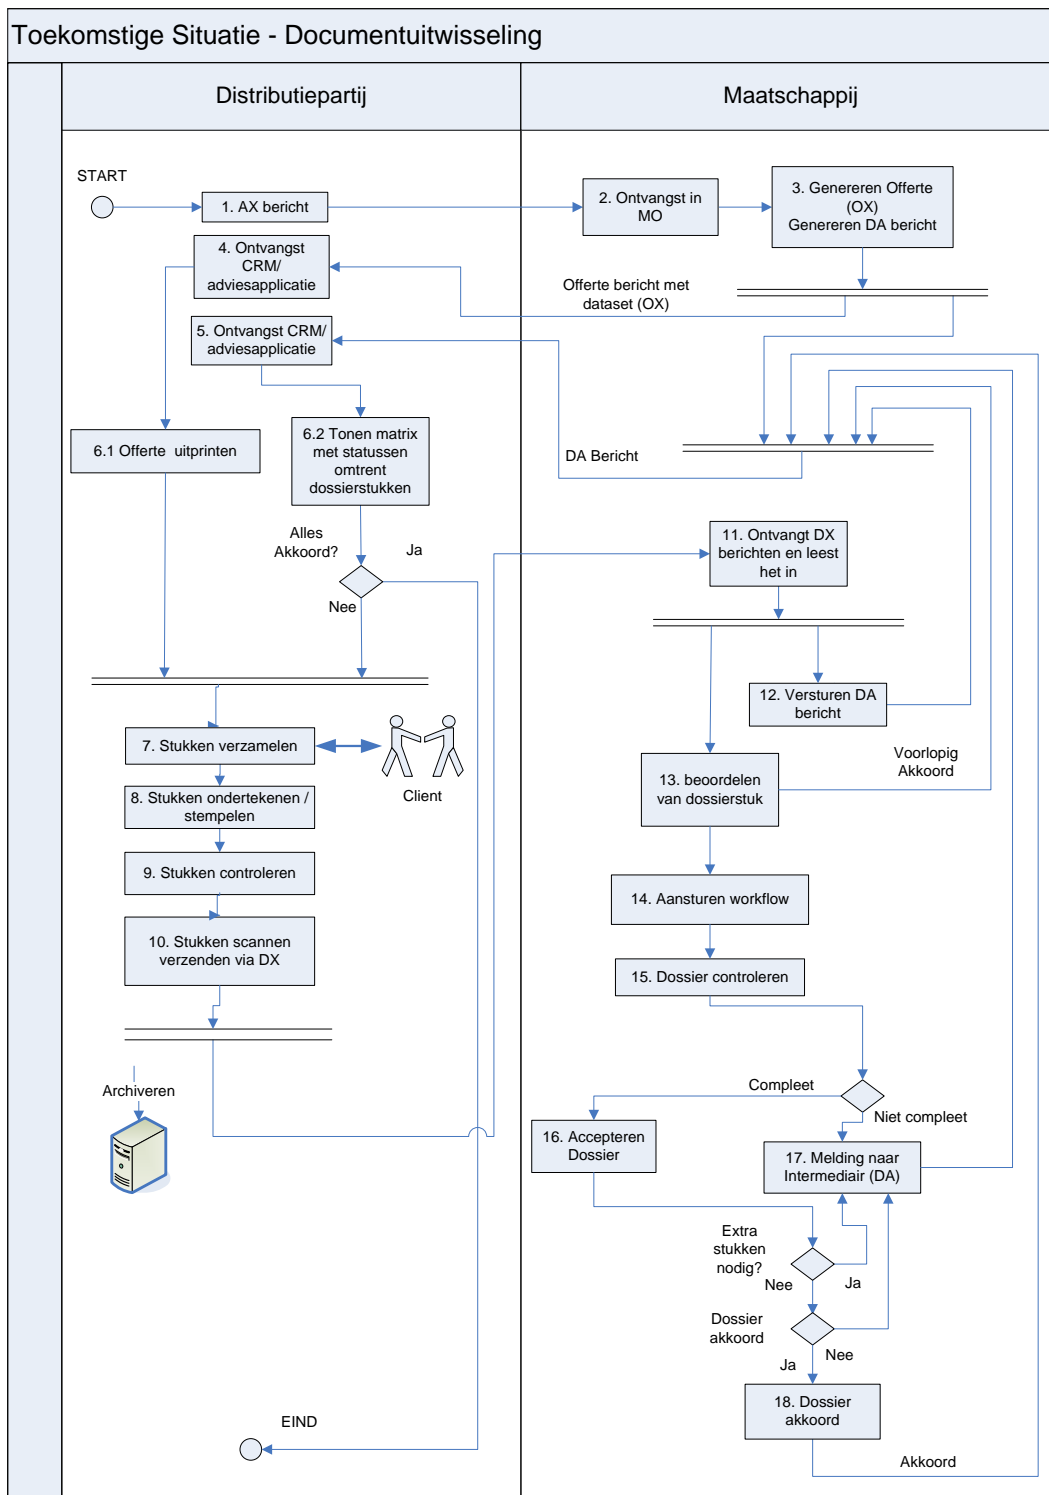 Toekomstige Situatie - Documentuitwisseling
Distributiepartij
Maatschappij
START
1. AX bericht
2. Ontvangst in
MO
3. Genereren Offerte
(OX)
Genereren DA bericht
4. Ontvangst
CRM/
adviesapplicatie
Offerte bericht met
dataset (OX)
5. Ontvangst CRM/
adviesapplicatie
6.1 Offerte uitprinten
6.2 Tonen matrix
met statussen
omtrent
dossierstukken
DA Bericht
Alles
Akkoord?
Ja
Nee
11. Ontvangt DX
berichten en leest
het in
12. Versturen DA
bericht
7. Stukken verzamelen
Client
8. Stukken ondertekenen /
stempelen
13. beoordelen
van dossierstuk
Voorlopig
Akkoord
9. Stukken controleren
14. Aansturen workflow
10. Stukken scannen
verzenden via DX
15. Dossier controleren
Archiveren
Compleet
Niet compleet
16. Accepteren
Dossier
17. Melding naar
Intermediair (DA)
Extra
stukken
nodig?
Nee
Ja
Dossier
akkoord
Nee
Ja
18. Dossier
akkoord
EIND
Akkoord